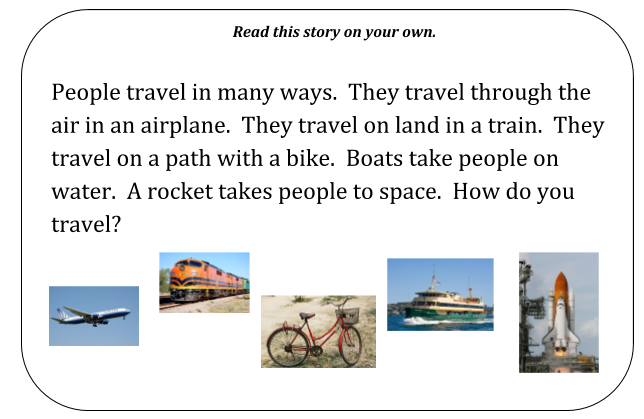 Read this story on your own.
People travel in many ways.  They travel through the
air in an airplane.  They travel on land in a train.  They
travel on a path with a bike.  Boats take people on
water.  A rocket takes people to space.  How do you
travel?